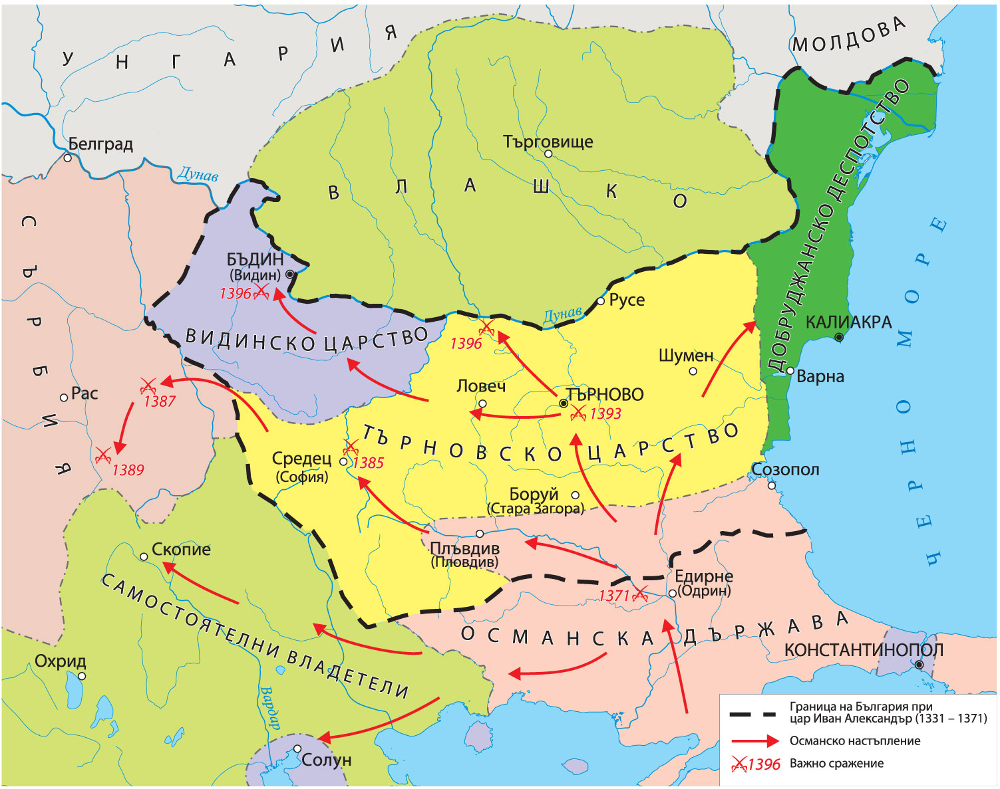 УНГАРИЯ
МОЛДОВА
Белград
Дунав
Търговище
ВЛАШКО
ДОБРУДЖАНСКО ДЕСПОТСТВО
СЪРБИЯ
БЪДИН
(Видин)
1396
Русе
Дунав
ВИДИНСКО ЦАРСТВО
1396
КАЛИАКРА
ЧЕРНО МОРЕ
Шумен
Варна
Рас
1387
Ловеч
ТЪРНОВО
1393
ТЪРНОВСКО ЦАРСТВО
1389
Средец
(София)
1385
Созопол
Боруй
(Стара Загора)
Скопие
Плъвдив
(Пловдив)
Едирне
(Одрин)
1371
САМОСТОЯТЕЛНИ ВЛАДЕТЕЛИ
ОСМАНСКА ДЪРЖАВА
Охрид
КОНСТАНТИНОПОЛ
Вардар
Солун
Граница на България при
цар Иван Александър (1331 – 1371)
Османско настъпление
1396 Важно сражение